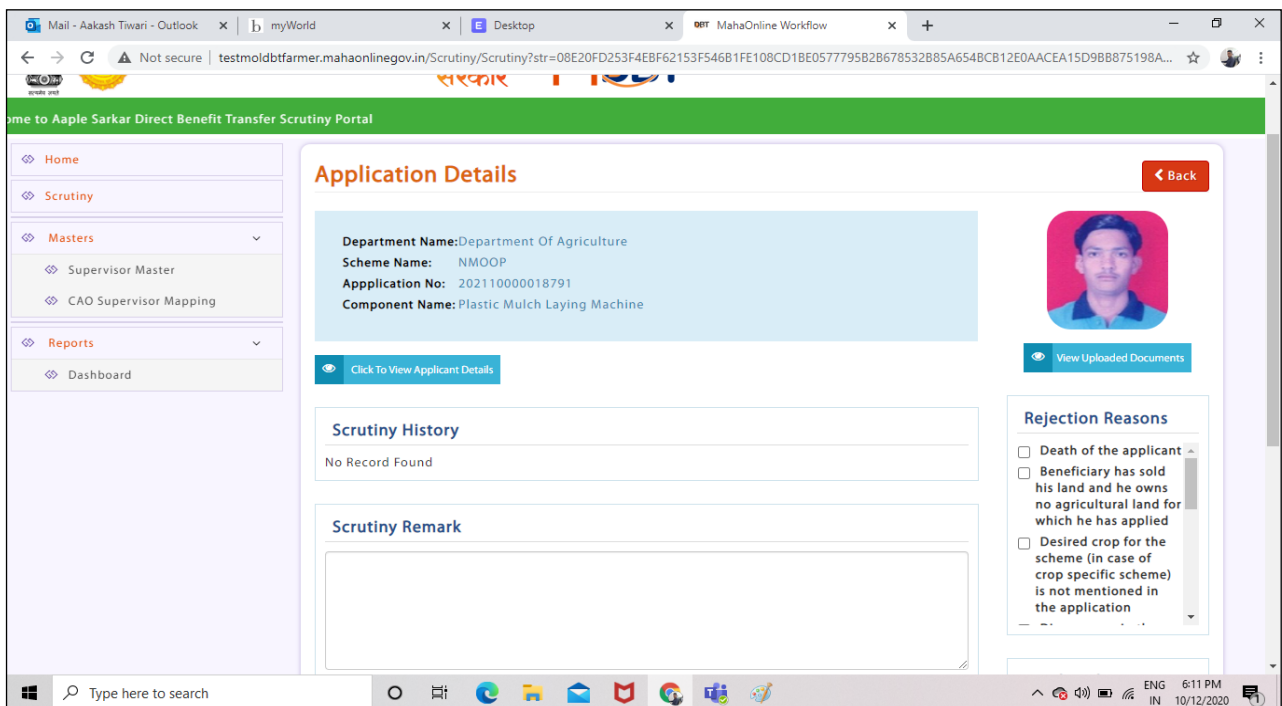 Mail - Aakash Tiwari - Outlook
myWorld
Desktop
MahaOnline Workflow
Not secure | testmoldbtfarmer.mahaonlinegov.in/Scrutiny/Scrutiny?str=08E20FD253F4EBF62153F546B1FE108CD1BE0577795B2B678532B85A654BCB12E0AACEA15D9BB875198A...
सरकार
ome to Aaple Sarkar Direct Benefit Transfer Scrutiny Portal
Home
Scrutiny
Masters
Supervisor Master
CAO Supervisor Mapping
Reports
Dashboard
Application Details
Back
Department Name:Department Of Agriculture
Scheme Name: NMOOP
Appplication No: 202110000018791
Component Name: Plastic Mulch Laying Machine
Click To View Applicant Details
View Uploaded Documents
Scrutiny History
No Record Found
Scrutiny Remark
Rejection Reasons
Death of the applicant
Beneficiary has sold
his land and he owns
no agricultural land for
which he has applied
Desired crop for the
scheme (in case of
crop specific scheme)
is not mentioned in
the application
Type here to search
ENG
IN
6:11 PM
10/12/2020